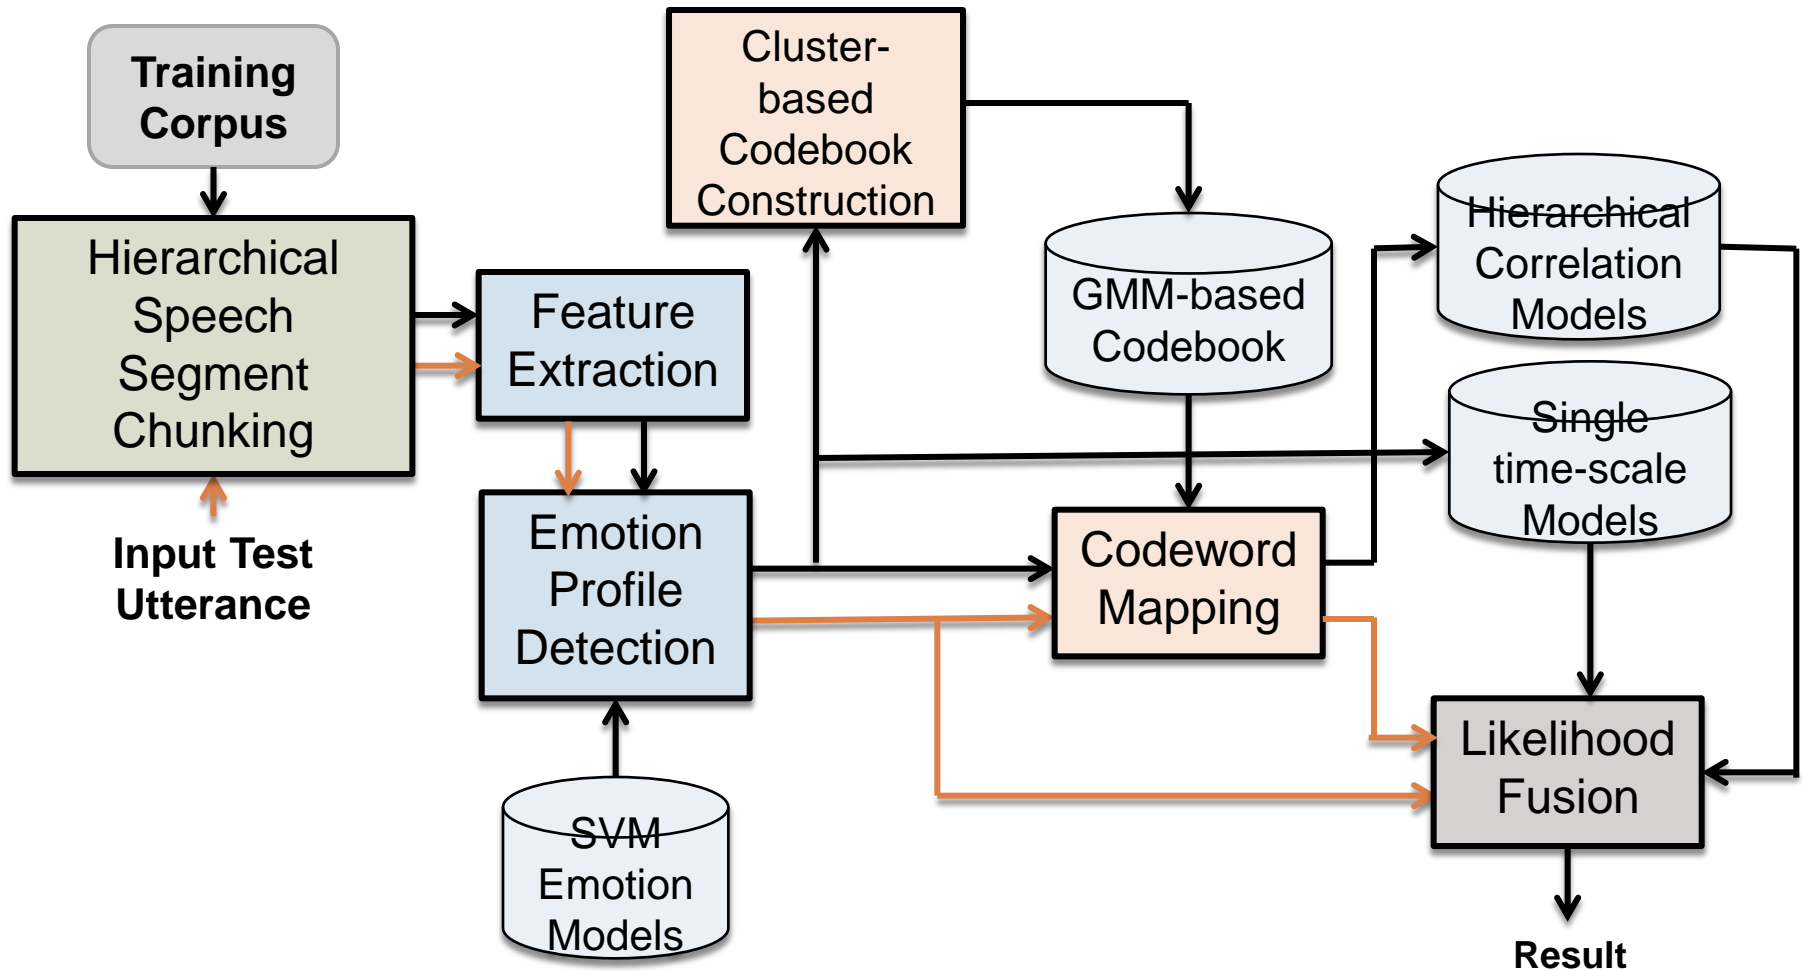 Training
Corpus
Cluster-
based
Codebook
Construction
Hierarchical
Speech
Segment
Chunking
Feature
Extraction
GMM-based
Codebook
Hierarchical
Correlation
Models
Single
time-scale
Models
Input Test
Utterance
Emotion
Profile
Detection
Codeword
Mapping
Likelihood
Fusion
SVM
Emotion
Models
Result